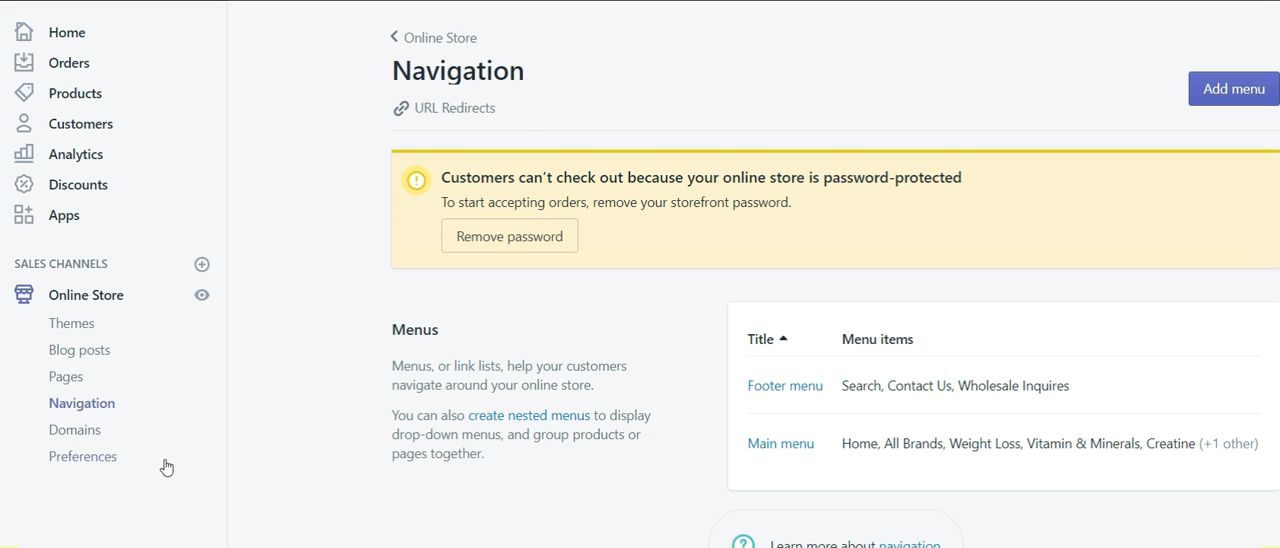 Home
Orders
Products
Customers
Analytics
Discounts
Apps
SALES CHANNELS
Online Store
Themes
Blog posts
Pages
Navigation
Domains
Preferences
Online Store
Navigation
URL Redirects
Add menu
Customers can't check out because your online store is password-protected
To start accepting orders, remove your storefront password.
Remove password
Menus
Menus, or link lists, help your customers
navigate around your online store.
You can also create nested menus to display
drop-down menus, and group products or
pages together.
Title Menu items
Footer menu Search, Contact Us, Wholesale Inquires
Main menu Home, All Brands, Weight Loss, Vitamin & Minerals, Creatine (+1 other)
Learn more about navigation